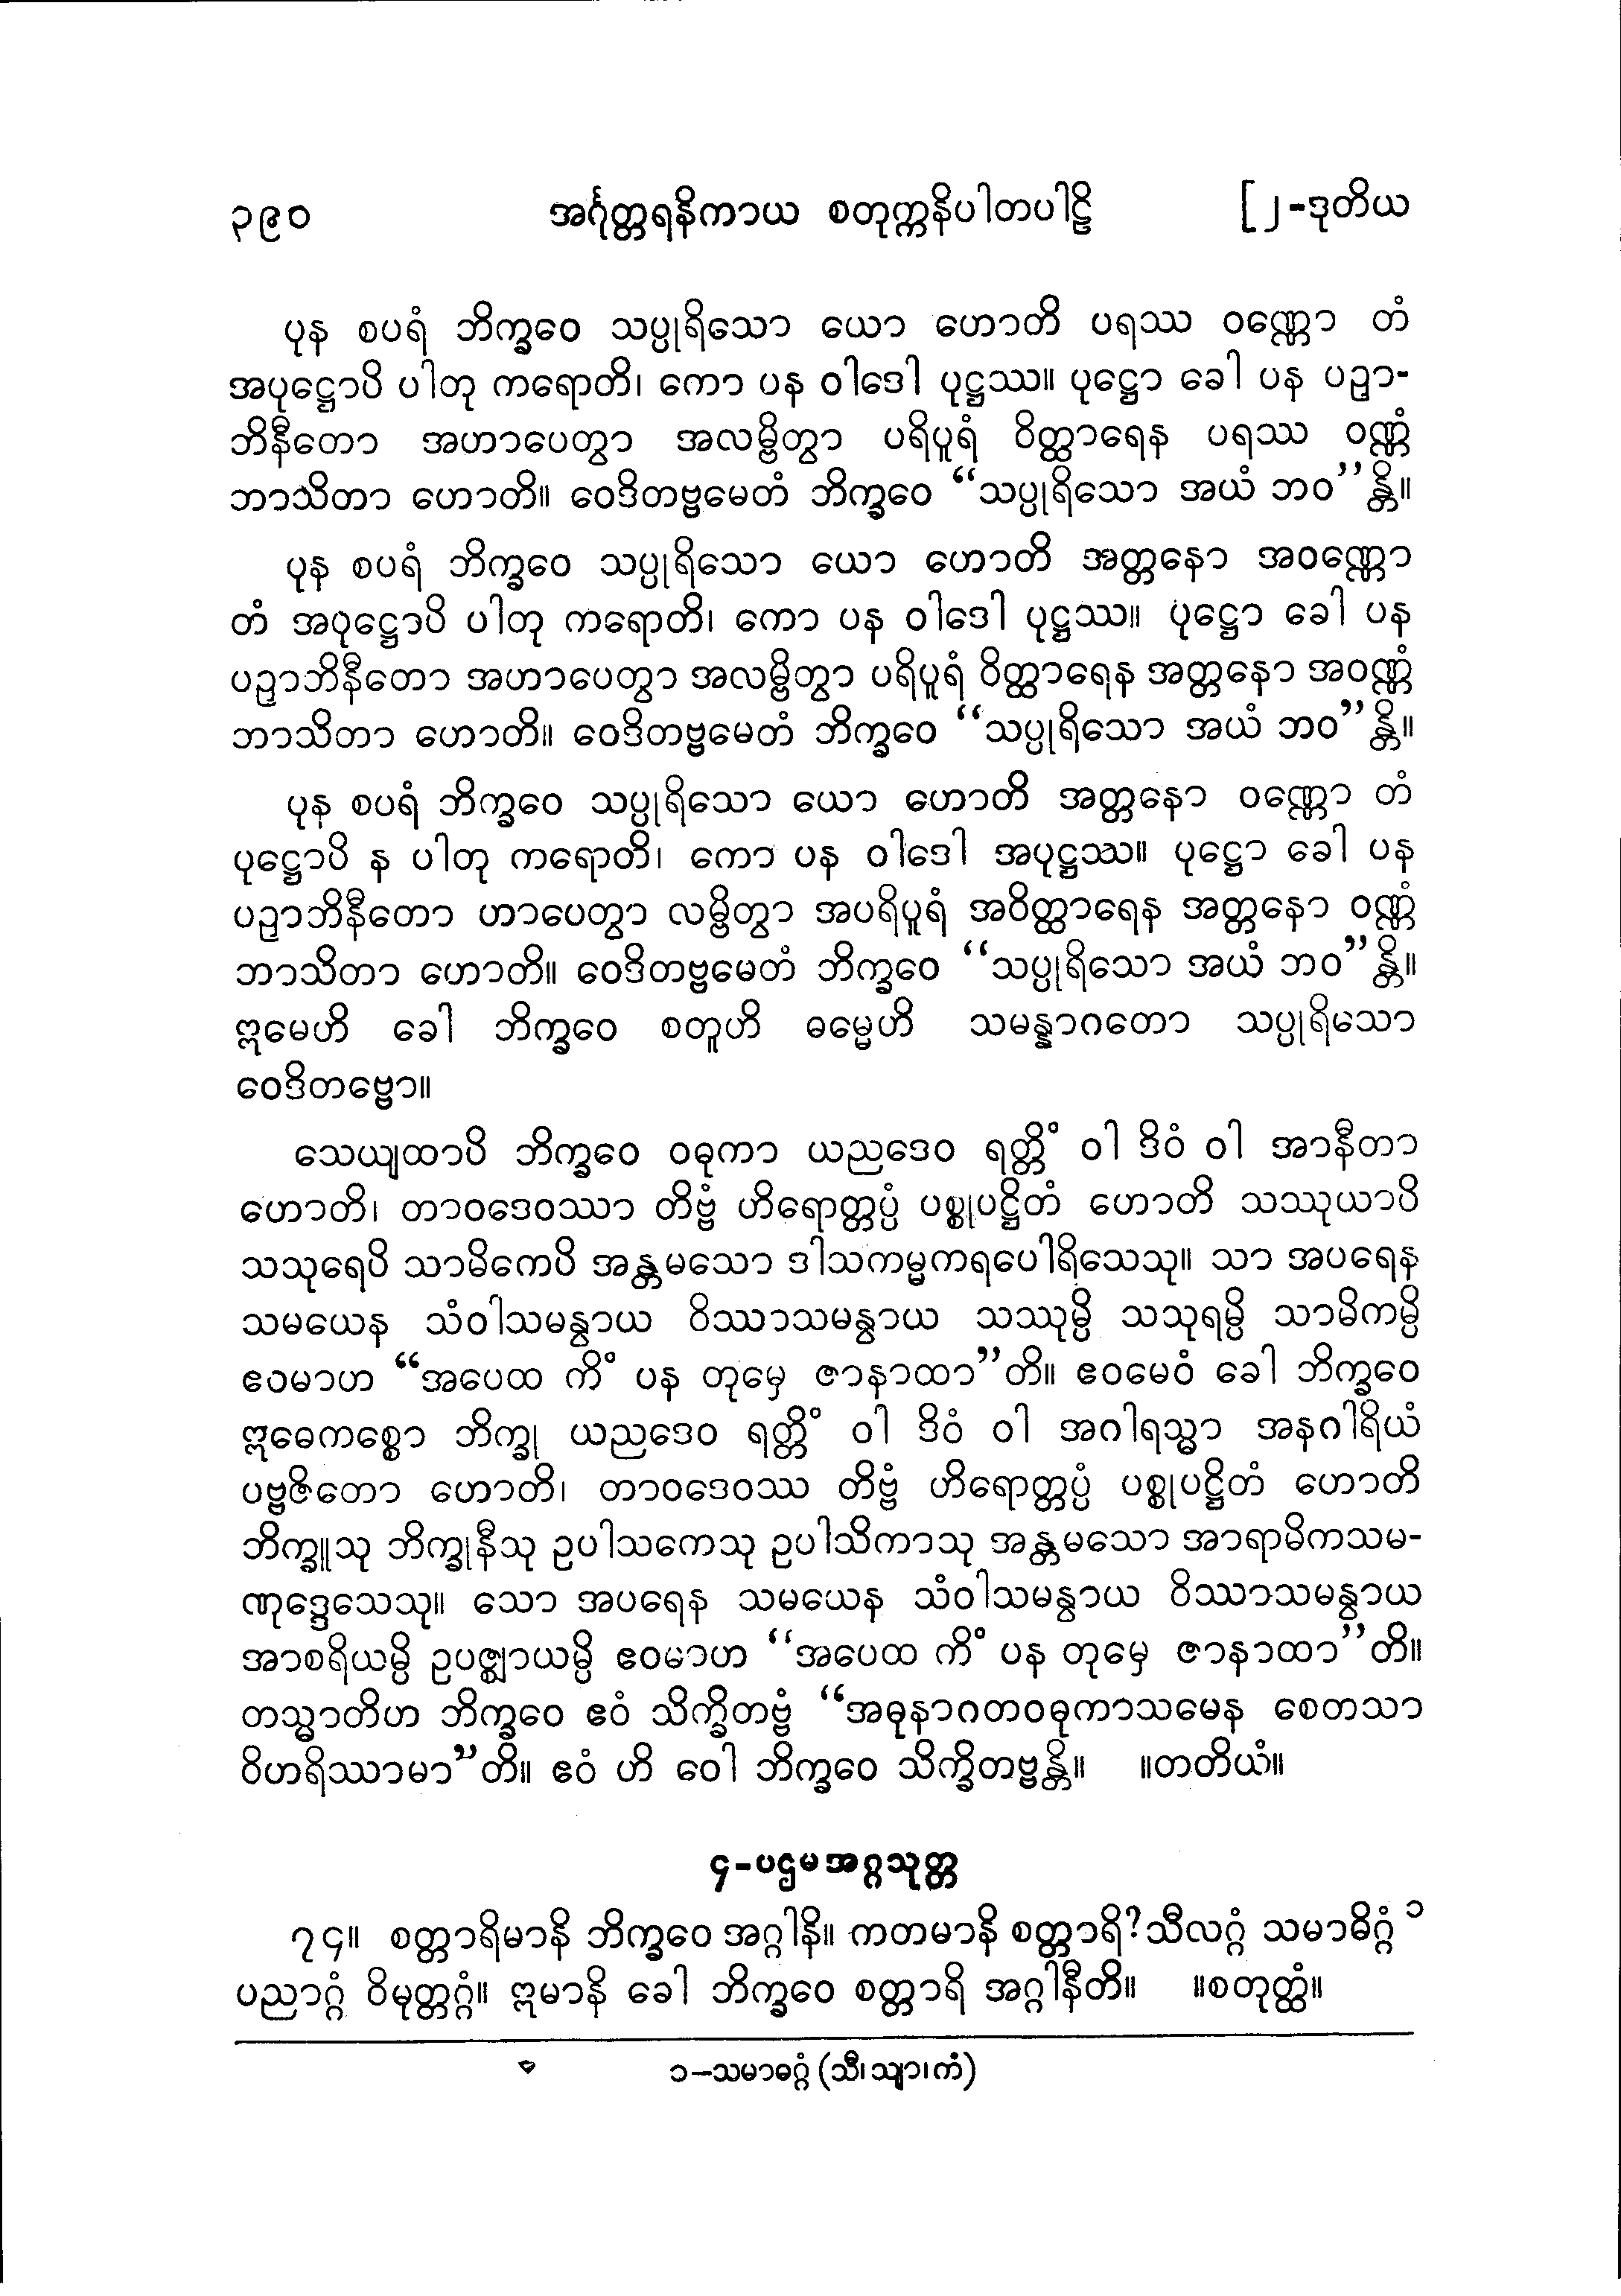 ၃၉၀ အင်္ဂုတ္တရနိကာယ စတုက္ကနိပါတပါဠိ [၂-ဒုတိယ
ပုန စပရံ ဘိက္ခဝေ သပ္ပုရိသော ယော ဟောတိ ပရဿ ဝဏ္ဏော တံ
အပုဋ္ဌောပိ ပါတု ကရောတိ၊ ကော ပန ဝါဒေါ ပုဋ္ဌဿ။ ပုဋ္ဌော ခေါ ပန ပဉှာ-
ဘိနီတော အဟာပေတွာ အလမ္ဗိတွာ ပရိပူရံ ဝိတ္ထာရေန ပရဿ ဝဏ္ဏံ
ဘာသိတာ ဟောတိ။ ဝေဒိတဗ္ဗမေတံ ဘိက္ခဝေ “သပ္ပုရိသော အယံ ဘဝ”န္တိ။
ပုန စပရံ ဘိက္ခဝေ သပ္ပုရိသော ယော ဟောတိ အတ္တနော အဝဏ္ဏော
တံ အပုဋ္ဌောပိ ပါတု ကရောတိ၊ ကော ပန ဝါဒေါ ပုဋ္ဌဿ။ ပုဋ္ဌော ခေါ ပန
ပဉှာဘိနီတော အဟာပေတွာ အလမ္ဗိတွာ ပရိပူရံ ဝိတ္ထာရေန အတ္တနော အဝဏ္ဏံ
ဘာသိတာ ဟောတိ။ ဝေဒိတဗ္ဗမေတံ ဘိက္ခဝေ “သပ္ပုရိသော အယံ ဘဝ”န္တိ။
ပုန စပရံ ဘိက္ခဝေ သပ္ပုရိသော ယော ဟောတိ အတ္တနော ဝဏ္ဏော တံ
ပုဋ္ဌောပိ န ပါတု ကရောတိ၊ ကော ပန ဝါဒေါ အပုဋ္ဌဿ။ ပုဋ္ဌော ခေါ ပန
ပဉှာဘိနီတော ဟာပေတွာ လမ္ဗိတွာ အပရိပူရံ အဝိတ္ထာရေန အတ္တနော ဝဏ္ဏံ
ဘာသိတာ ဟောတိ။ ဝေဒိတဗ္ဗမေတံ ဘိက္ခဝေ “သပ္ပုရိသော အယံ ဘဝ”န္တိ။
ဣမေဟိ ခေါ ဘိက္ခဝေ စတူဟိ ဓမ္မေဟိ သမန္နာဂတော သပ္ပုရိသော
ဝေဒိတဗ္ဗော။
သေယျထာပိ ဘိက္ခဝေ ဝဓုကာ ယညဒေဝ ရတ္တိံ ဝါ ဒိဝံ ဝါ အာနီတာ
ဟောတိ၊ တာဝဒေဝဿာ တိဗ္ဗံ ဟိရောတ္တပ္ပံ ပစ္စုပဋ္ဌိတံ ဟောတိ သဿုယာပိ
သသုရေပိ သာမိကေပိ အန္တမသော ဒါသကမ္မကရပေါရိသေသု။ သာ အပရေန
သမယေန သံဝါသမန္ဝာယ ဝိဿာသမန္ဝာယ သဿုမ္ပိ သသုရမ္ပိ သာမိကမ္ပိ
ဧဝမာဟ “အပေထ ကိံ ပန တုမှေ ဇာနာထာ”တိ။ ဧဝမေဝံ ခေါ ဘိက္ခဝေ
ဣဓေကစ္စော ဘိက္ခု ယညဒေဝ ရတ္တိံ ဝါ ဒိဝံ ဝါ အဂါရသ္မာ အနဂါရိယံ
ပဗ္ဗဇိတော ဟောတိ၊ တာဝဒေဝဿ တိဗ္ဗံ ဟိရောတ္တပ္ပံ ပစ္စုပဋ္ဌိတံ ဟောတိ
ဘိက္ခူသု ဘိက္ခုနီသု ဥပါသကေသု ဥပါသိကာသု အန္တမသော အာရာမိကသမ-
ဏုဒ္ဒေသေသု။ သော အပရေန သမယေန သံဝါသမန္ဝာယ ဝိဿာသမန္ဝာယ
အာစရိယမ္ပိ ဥပဇ္ဈာယမ္ပိ ဧဝမာဟ “အပေထ ကိံ ပန တုမှေ ဇာနာထာ”တိ။
တသ္မာတိဟ ဘိက္ခဝေ ဧဝံ သိက္ခိတဗ္ဗံ “အဓုနာဂတဝဓုကာသမေန စေတသာ
ဝိဟရိဿာမာ”တိ။ ဧဝံ ဟိ ဝေါ ဘိက္ခဝေ သိက္ခိတဗ္ဗန္တိ။ ။တတိယံ။
၄-ပဌမအဂ္ဂသုတ္တ
၇၄။ စတ္တာရိမာနိ ဘိက္ခဝေ အဂ္ဂါနိ။ ကတမာနိ စတ္တာရိ?သီလဂ္ဂံ သမာဓိဂ္ဂံ ၁
ပညာဂ္ဂံ ဝိမုတ္တဂ္ဂံ။ ဣမာနိ ခေါ ဘိက္ခဝေ စတ္တာရိ အဂ္ဂါနီတိ။ ။စတုတ္ထံ။
၁–သမာဓဂ္ဂံ (သီ၊သျာ၊ကံ)